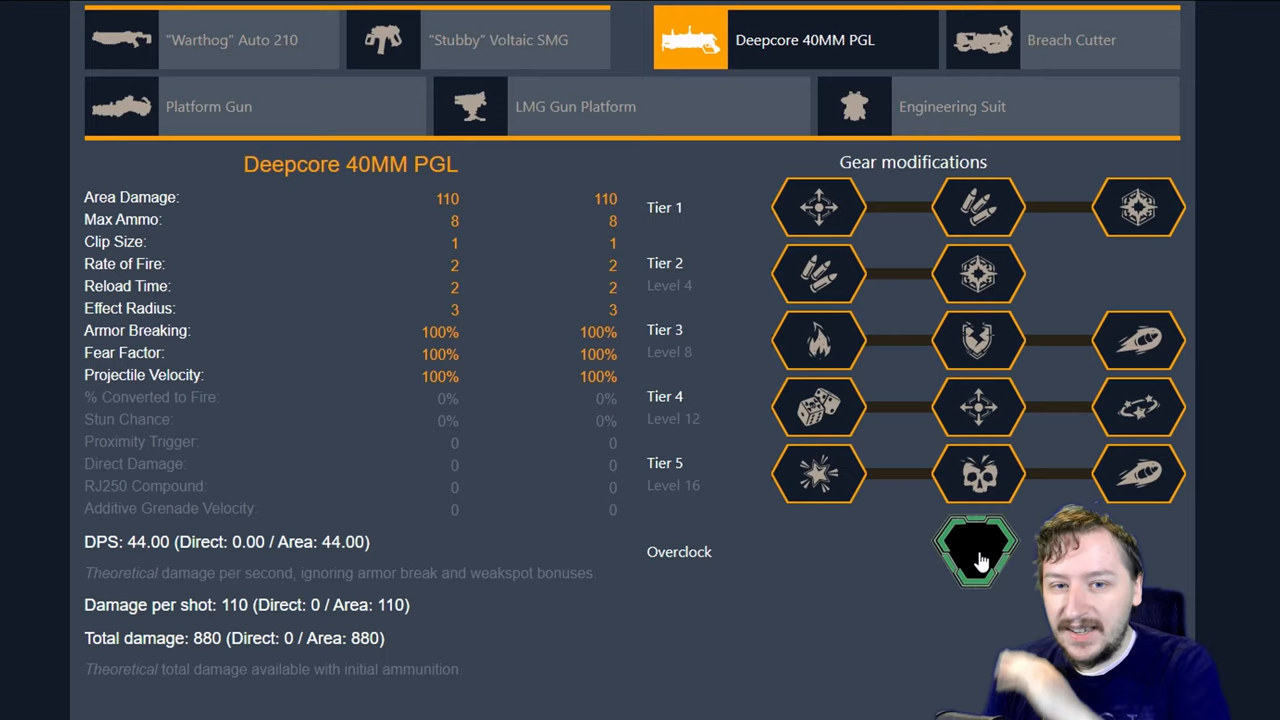 "Warthog" Auto 210
"Stubby" Voltaic SMG
Deepcore 40MM PGL
Breach Cutter
Platform Gun
LMG Gun Platform
Engineering Suit
Deepcore 40MM PGL
Area Damage: 110 110
Max Ammo: 8 8
Clip Size: 1 1
Rate of Fire: 2 2
Reload Time: 2 2
Effect Radius: 3 3
Armor Breaking: 100% 100%
Fear Factor: 100% 100%
Projectile Velocity: 100% 100%
% Converted to Fire: 0% 0%
Stun Chance: 0% 0%
Proximity Trigger: 0 0
Direct Damage: 0 0
RJ250 Compound: 0 0
Additive Grenade Velocity: 0 0
DPS: 44.00 (Direct: 0.00 / Area: 44.00)
Theoretical damage per second, ignoring armor break and weakspot bonuses.
Damage per shot: 110 (Direct: 0 / Area: 110)
Total damage: 880 (Direct: 0 / Area: 880)
Theoretical total damage available with initial ammunition.
Gear modifications
Tier 1
Tier 2
Level 4
Tier 3
Level 8
Tier 4
Level 12
Tier 5
Level 16
Overclock